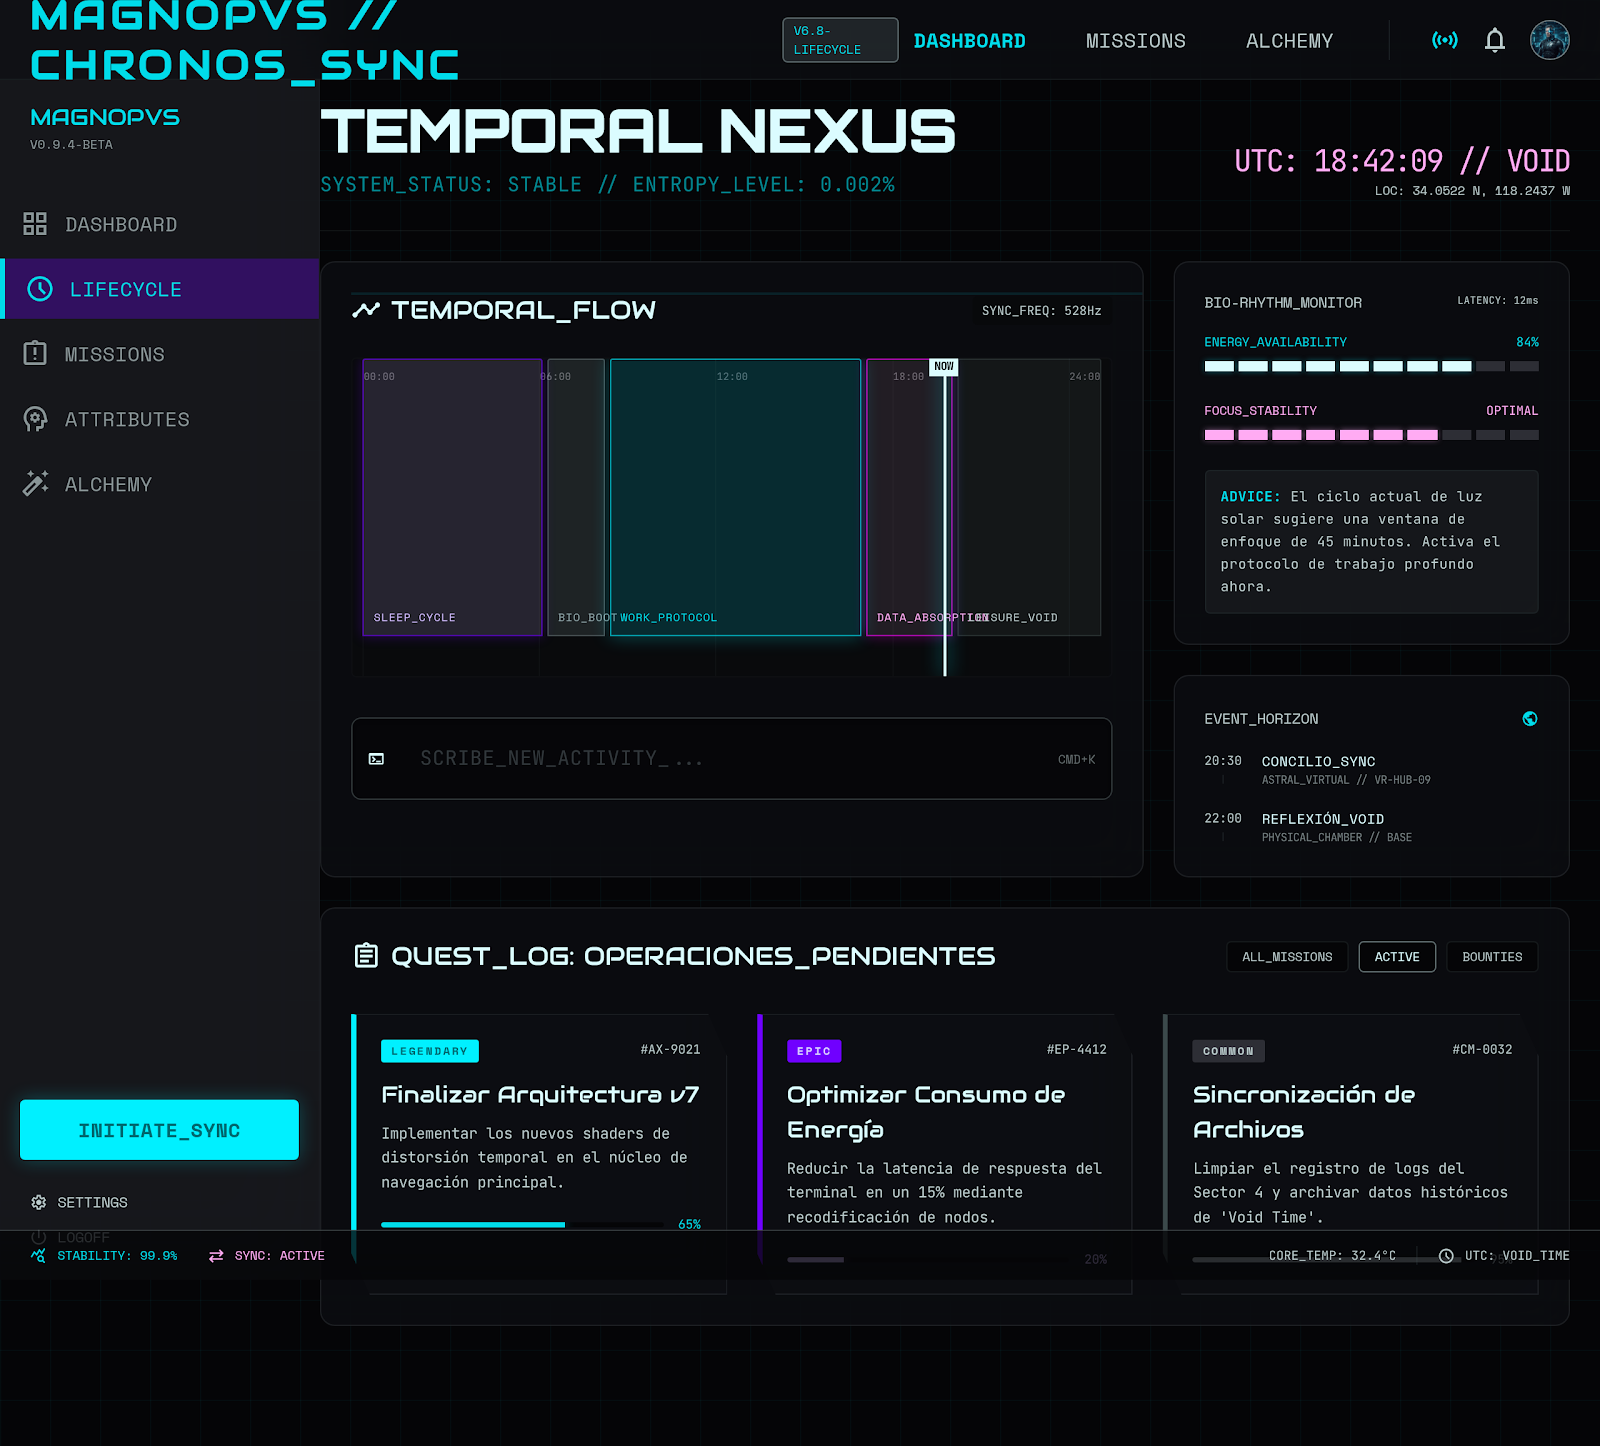 MAGNOPVS //
CHRONOS_SYNC
V6.8-
LIFECYCLE
DASHBOARD
MISSIONS
ALCHEMY
MAGNOPVS
V0.9.4-BETA
DASHBOARD
LIFECYCLE
MISSIONS
ATTRIBUTES
ALCHEMY
INITIATE_SYNC
SETTINGS
LOGOFF
TEMPORAL NEXUS
SYSTEM_STATUS: STABLE // ENTROPY_LEVEL: 0.002%
UTC: 18:42:09 // VOID
LOC: 34.0522 N, 118.2437 W
TEMPORAL_FLOW
SYNC_FREQ: 528Hz
00:00
06:00
12:00
18:00
NOW
24:00
SLEEP_CYCLE
BIO_BOOT
WORK_PROTOCOL
DATA_ABSORPTION
LEISURE_VOID
SCRIBE_NEW_ACTIVITY_...
CMD+K
BIO-RHYTHM_MONITOR
LATENCY: 12ms
ENERGY_AVAILABILITY
84%
FOCUS_STABILITY
OPTIMAL
ADVICE: El ciclo actual de luz
solar sugiere una ventana de
enfoque de 45 minutos. Activa el
protocolo de trabajo profundo
ahora.
EVENT_HORIZON
20:30
CONCILIO_SYNC
ASTRAL_VIRTUAL // VR-HUB-09
22:00
REFLEXIÓN_VOID
PHYSICAL_CHAMBER // BASE
QUEST_LOG: OPERACIONES_PENDIENTES
ALL_MISSIONS
ACTIVE
BOUNTIES
LEGENDARY
#AX-9021
Finalizar Arquitectura v7
Implementar los nuevos shaders de
distorsión temporal en el núcleo de
navegación principal.
65%
EPIC
#EP-4412
Optimizar Consumo de
Energía
Reducir la latencia de respuesta del
terminal en un 15% mediante
recodificación de nodos.
20%
COMMON
#CM-0032
Sincronización de
Archivos
Limpiar el registro de logs del
Sector 4 y archivar datos históricos
de 'Void Time'.
STABILITY: 99.9%
SYNC: ACTIVE
CORE_TEMP: 32.4°C
UTC: VOID_TIME